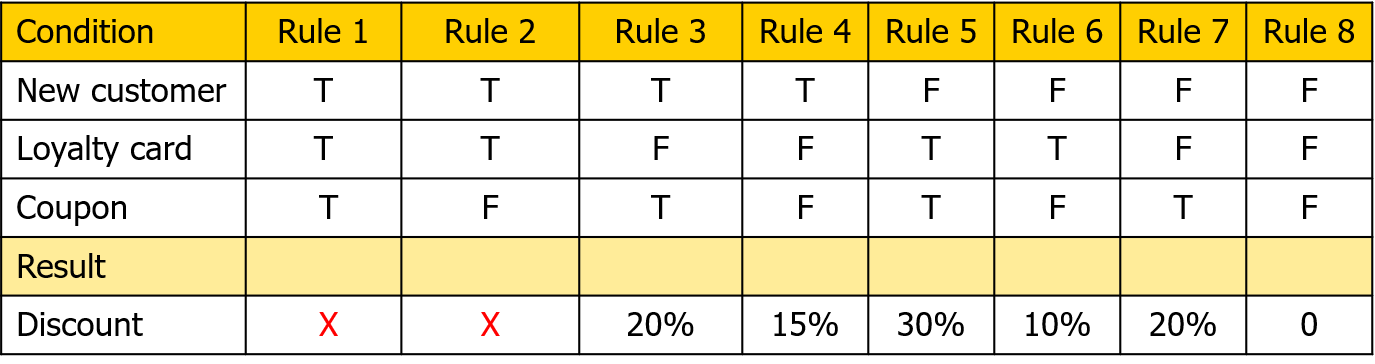 Condition Rule 1 Rule 2 Rule 3 Rule 4 Rule 5 Rule 6 Rule 7 Rule 8
New customer T T T T F F F F
Loyalty card T T F F T T F F
Coupon T F T F T F T F
Result
Discount X X 20% 15% 30% 10% 20% 0